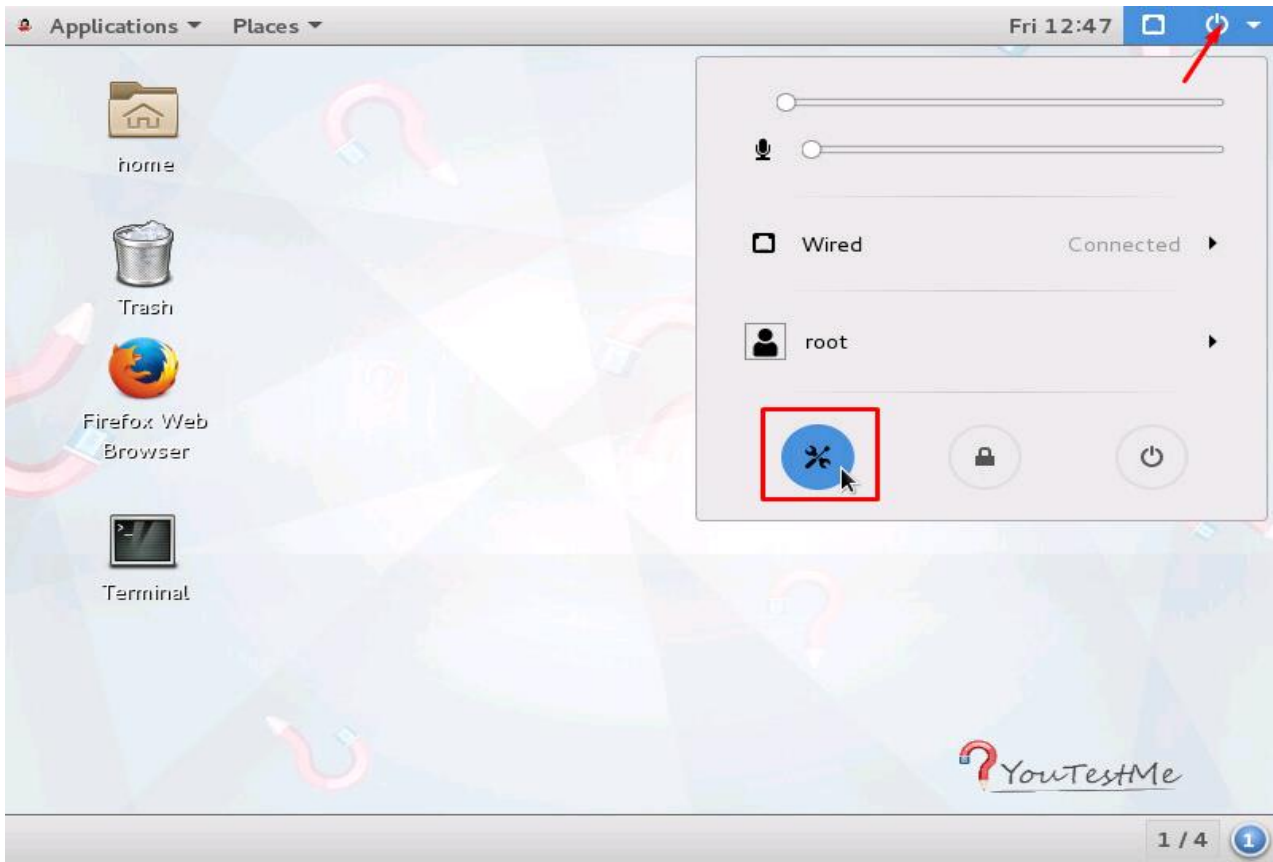 Applications Places Fri 12:47
home
Trash
Wired Connected
root
Firefox Web
Browser
>_
Terminal
YouTestMe
1 / 4 1